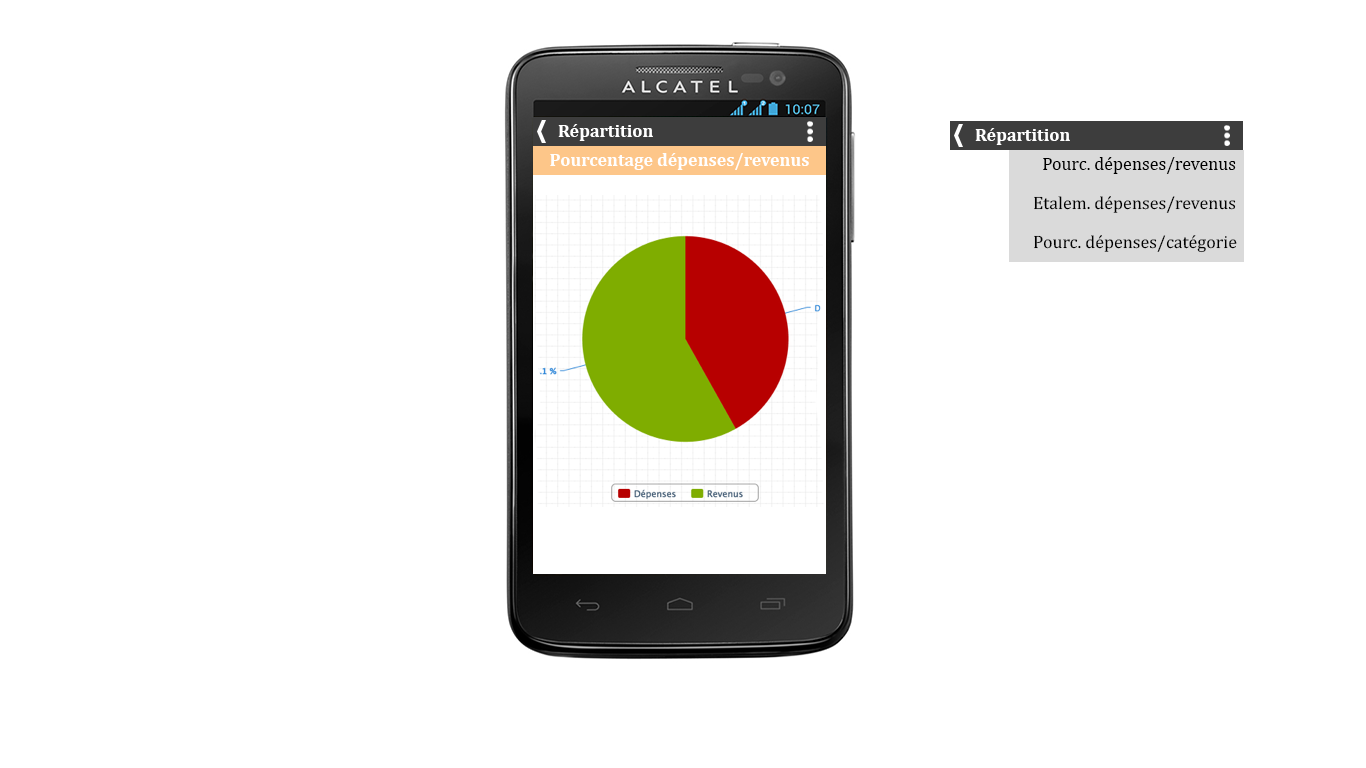 ALCATEL
10:07
Répartition
Pourcentage dépenses/revenus
D
.1 %
Dépenses
Revenus
Répartition
Pourc. dépenses/revenus
Etalem. dépenses/revenus
Pourc. dépenses/catégorie